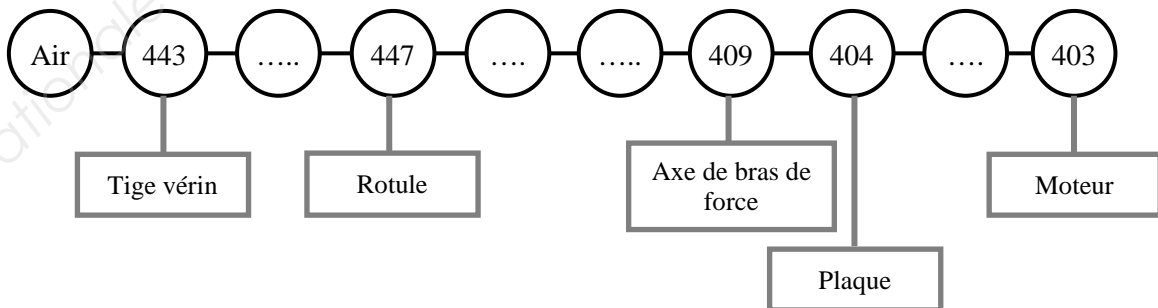 Air 443 ….. 447 …. ….. 409 404 …. 403
Tige vérin
Rotule
Axe de bras de
force
Moteur
Plaque